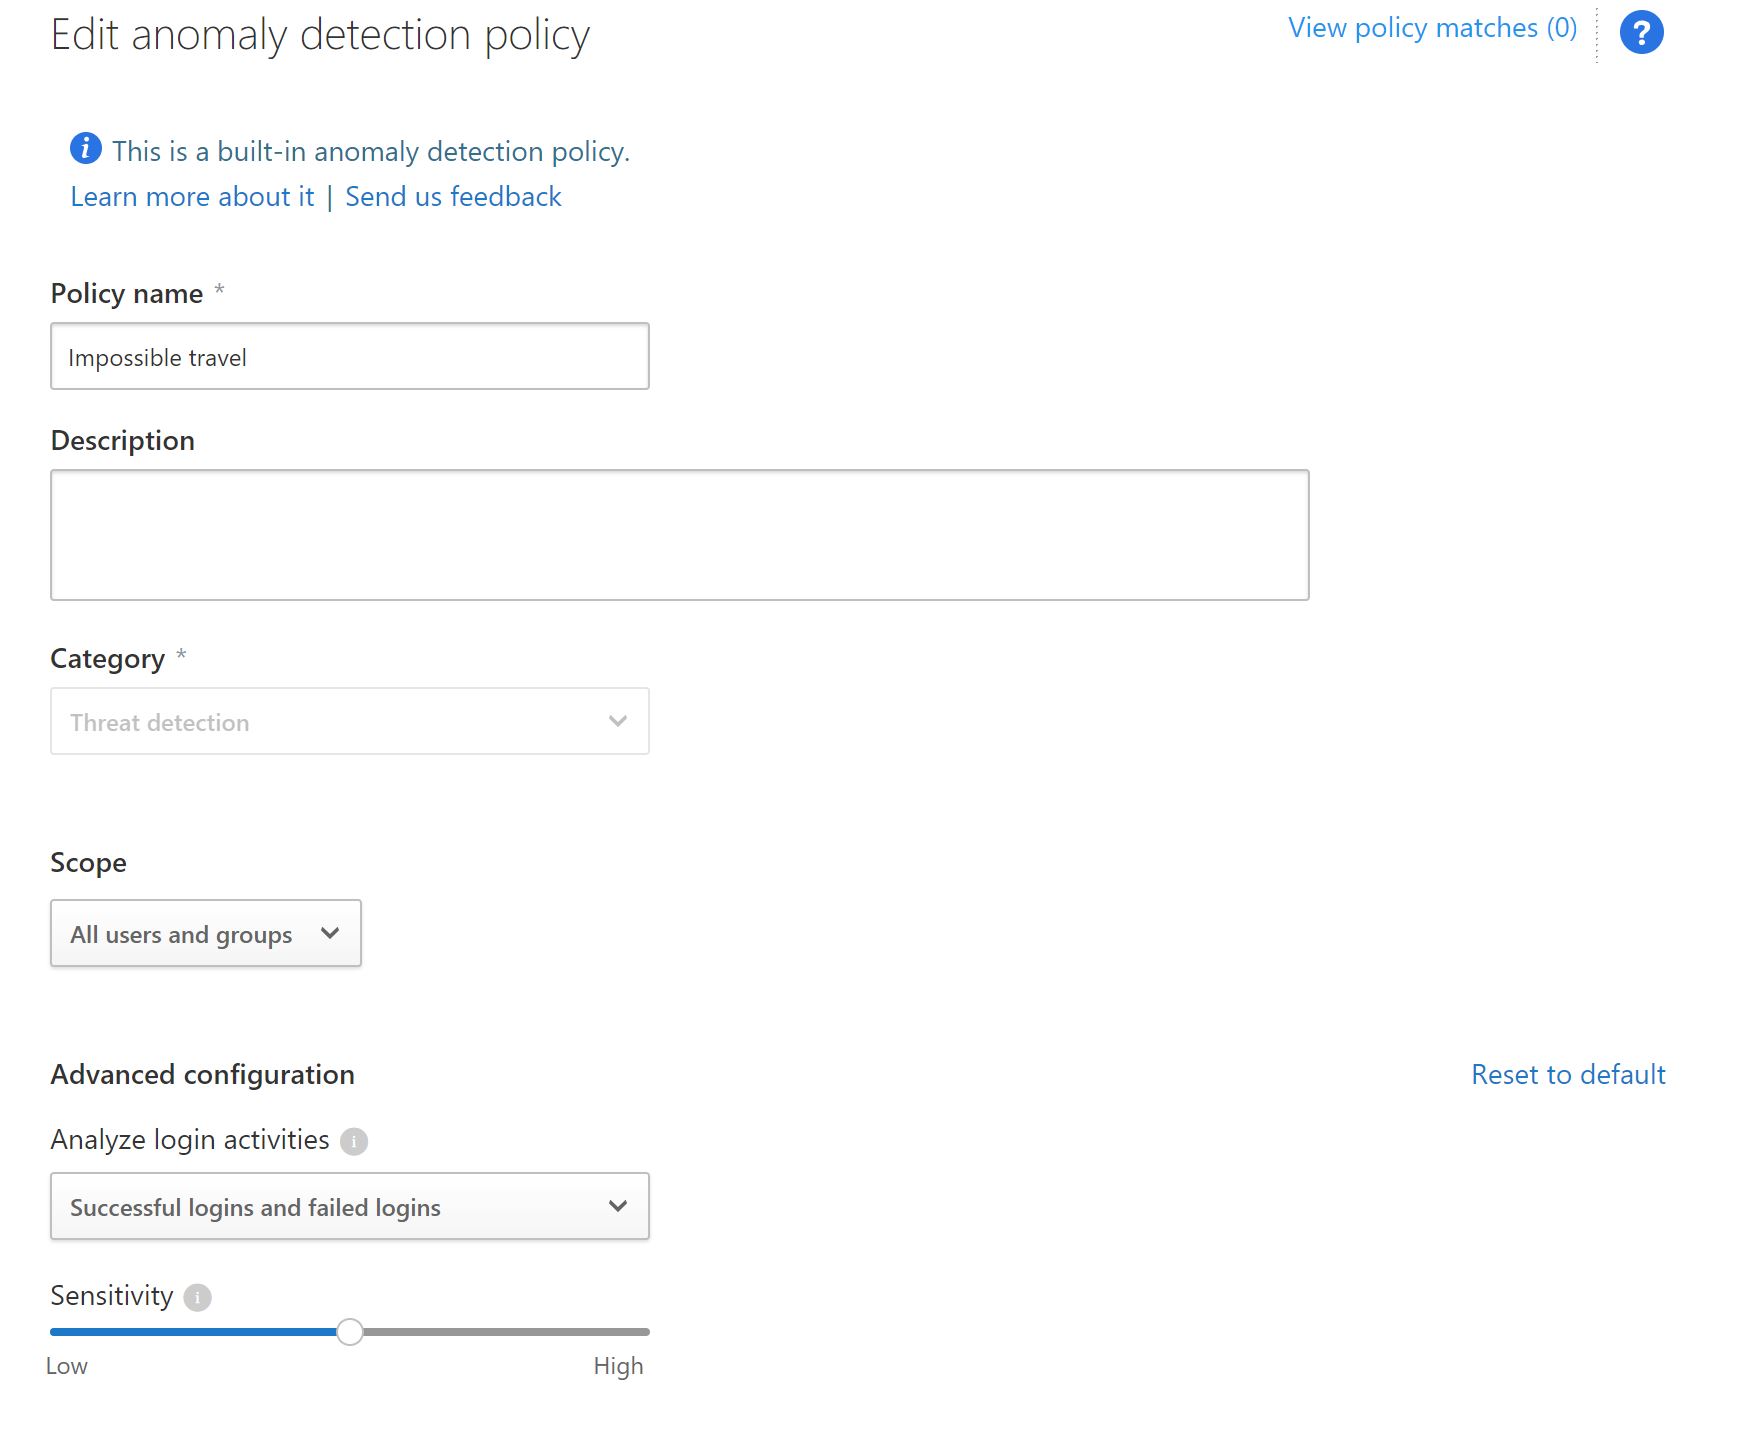 Edit anomaly detection policy
View policy matches (0)
?
i This is a built-in anomaly detection policy.
Learn more about it | Send us feedback
Policy name *
Impossible travel
Description
Category *
Threat detection
Scope
All users and groups
Advanced configuration
Reset to default
Analyze login activities i
Successful logins and failed logins
Sensitivity i
Low
High